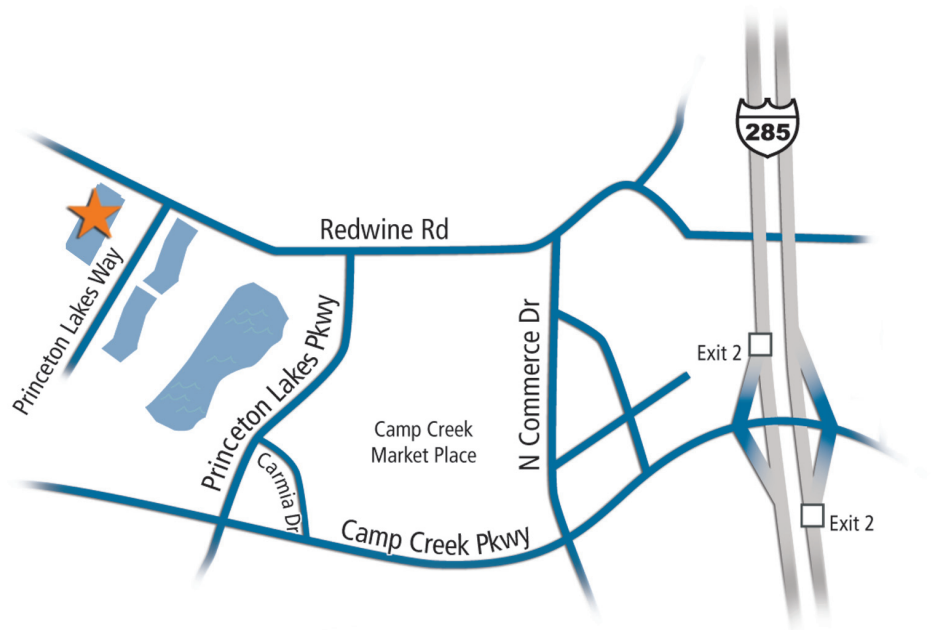 285
Redwine Rd
Princeton Lakes Way
Princeton Lakes Pkwy
N Commerce Dr
Exit 2
Camp Creek
Market Place
Carmia Dr
Camp Creek Pkwy
Exit 2